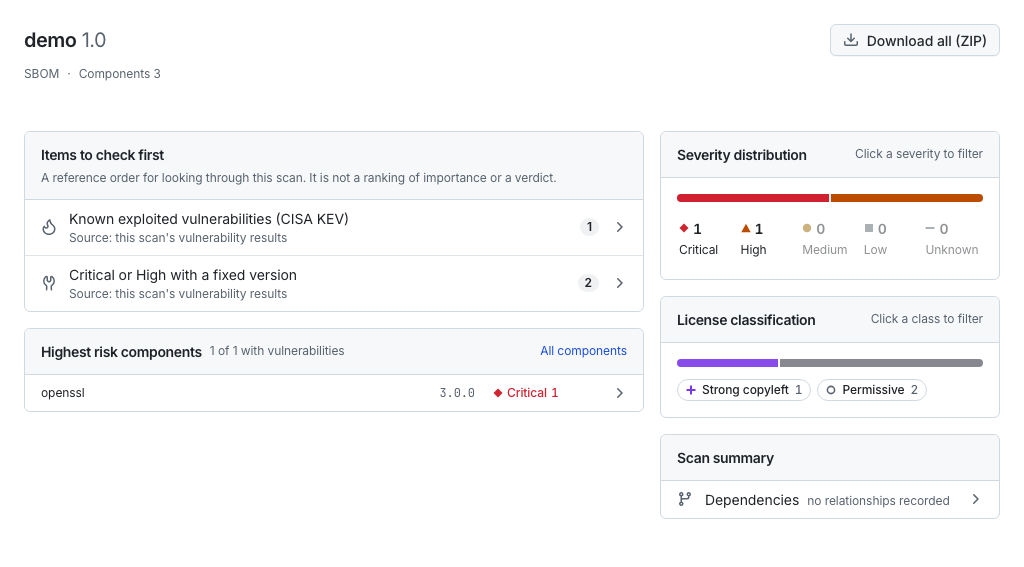 demo 1.0
Download all (ZIP)
SBOM · Components 3
Items to check first
A reference order for looking through this scan. It is not a ranking of importance or a verdict.
Known exploited vulnerabilities (CISA KEV)
1
Source: this scan's vulnerability results
Critical or High with a fixed version
2
Source: this scan's vulnerability results
Highest risk components 1 of 1 with vulnerabilities All components
openssl 3.0.0 Critical 1
Severity distribution Click a severity to filter
1 1 0 0 0
Critical High Medium Low Unknown
License classification Click a class to filter
Strong copyleft 1 Permissive 2
Scan summary
Dependencies no relationships recorded